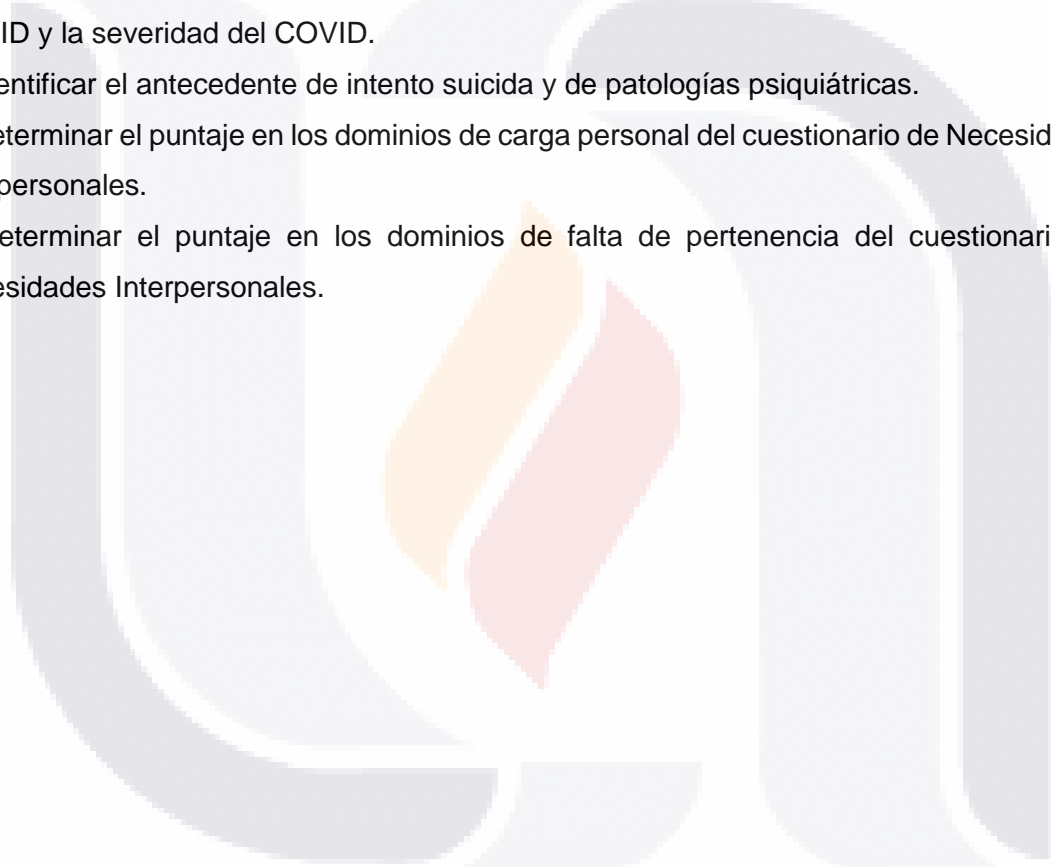 ID y la severidad del COVID.
entificar el antecedente de intento suicida y de patologías psiquiátricas.
eterminar el puntaje en los dominios de carga personal del cuestionario de Necesid
personales.
eterminar el puntaje en los dominios de falta de pertenencia del cuestionari
esidades Interpersonales.